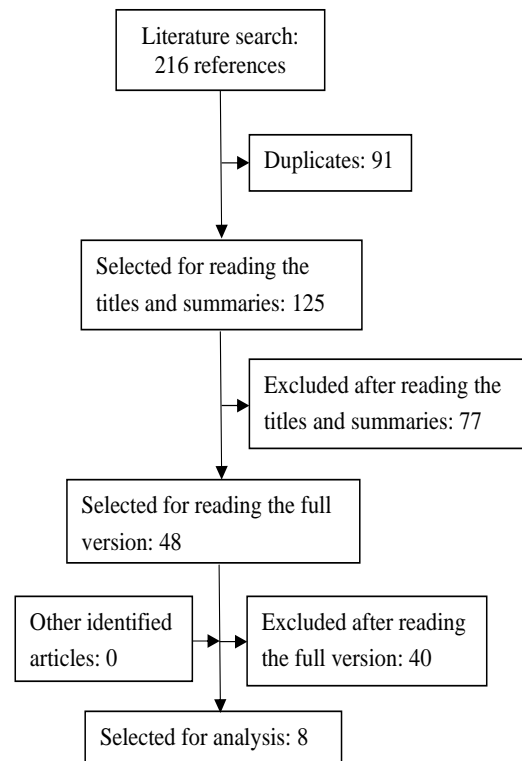 Literature search:
216 references
Duplicates: 91
Selected for reading the
titles and summaries: 125
Excluded after reading the
titles and summaries: 77
Selected for reading the full
version: 48
Other identified
articles: 0
Excluded after reading
the full version: 40
Selected for analysis: 8